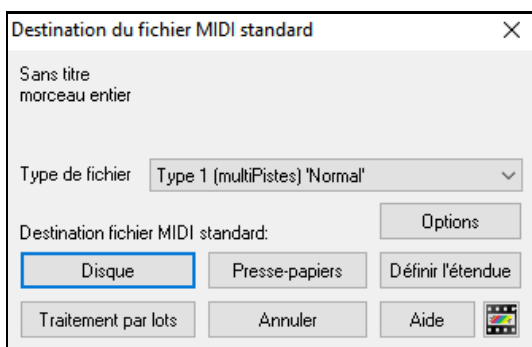 Destination du fichier MIDI standard
Sans titre
morceau entier
Type de fichier Type 1 (multiPistes) 'Normal'
Options
Destination fichier MIDI standard:
Disque Presse-papiers Définir l'étendue
Traitement par lots Annuler Aide